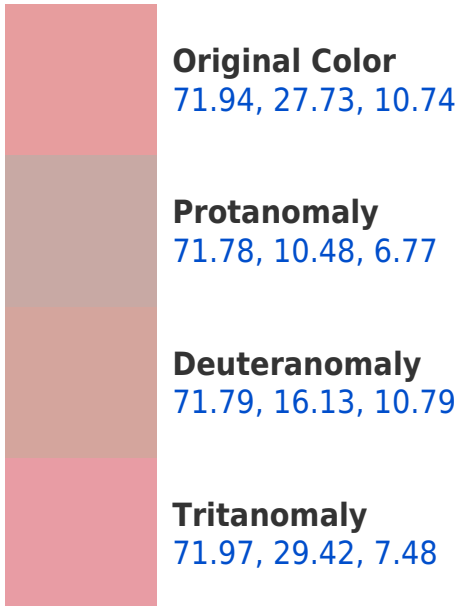 Original Color
71.94, 27.73, 10.74
Protanomaly
71.78, 10.48, 6.77
Deuteranomaly
71.79, 16.13, 10.79
Tritanomaly
71.97, 29.42, 7.48